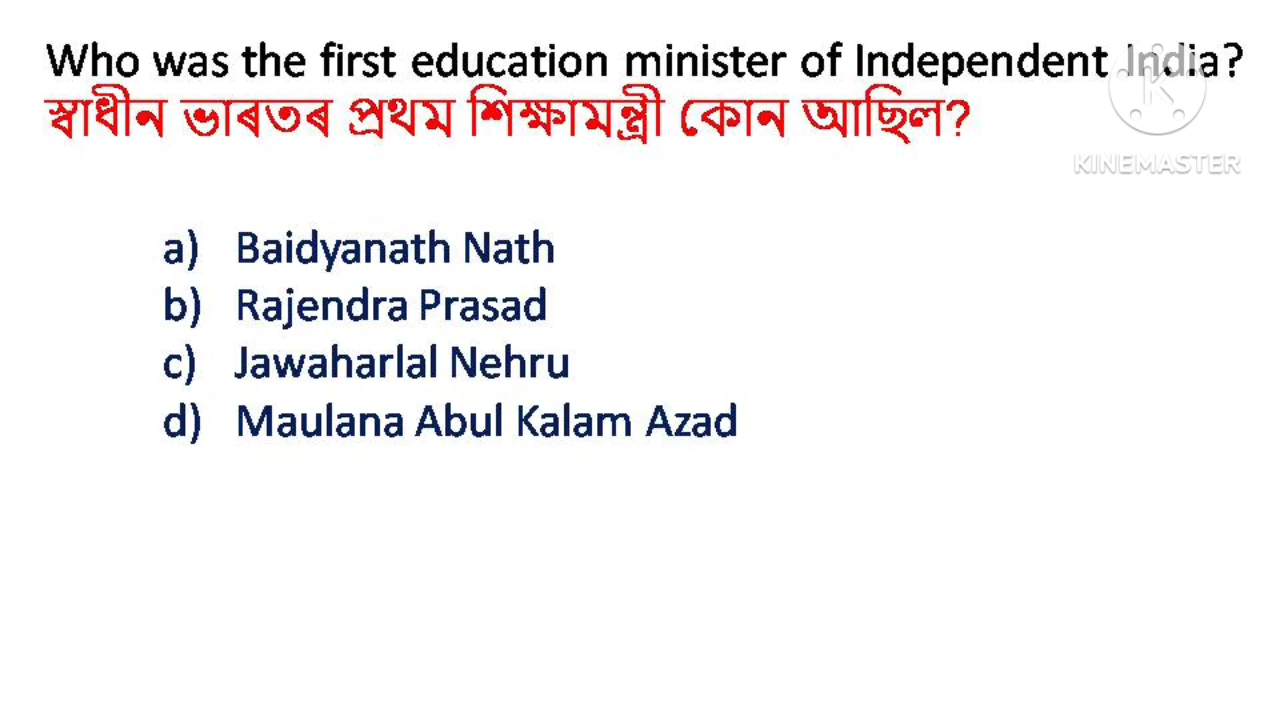 Who was the first education minister of Independent India?
স্বাধীন ভাৰতৰ প্ৰথম শিক্ষামন্ত্ৰী কোন আছিল?
KINEMASTER
a) Baidyanath Nath
b) Rajendra Prasad
c) Jawaharlal Nehru
d) Maulana Abul Kalam Azad